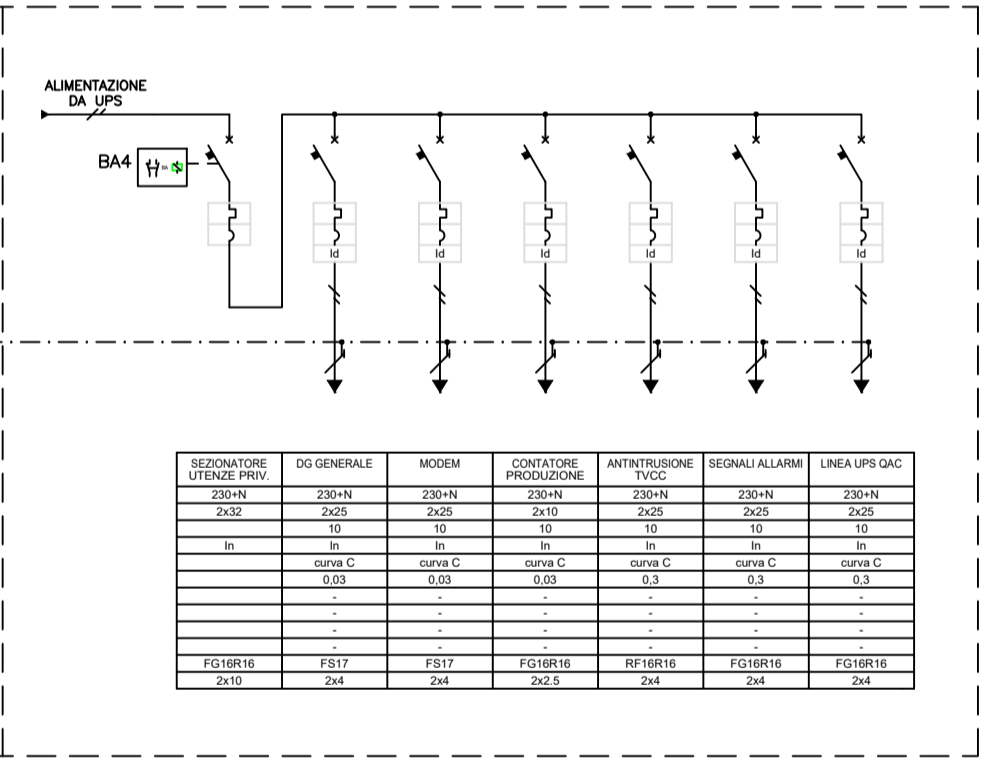 ALIMENTAZIONE
DA UPS
BA4
BA
Id Id Id Id Id Id
SEZIONATORE UTENZE PRIV. DG GENERALE MODEM CONTATORE PRODUZIONE ANTINTRUSIONE TVCC SEGNALI ALLARMI LINEA UPS QAC
230+N 230+N 230+N 230+N 230+N 230+N 230+N
2x32 2x25 2x25 2x10 2x25 2x25 2x25
10 10 10 10 10 10
In In In In In In In
curva C curva C curva C curva C curva C curva C
0,03 0,03 0,03 0,3 0,3 0,3
- - - - - -
- - - - - -
- - - - - -
- - - - - -
FG16R16 FS17 FS17 FG16R16 RF16R16 FG16R16 FG16R16
2x10 2x4 2x4 2x2.5 2x4 2x4 2x4